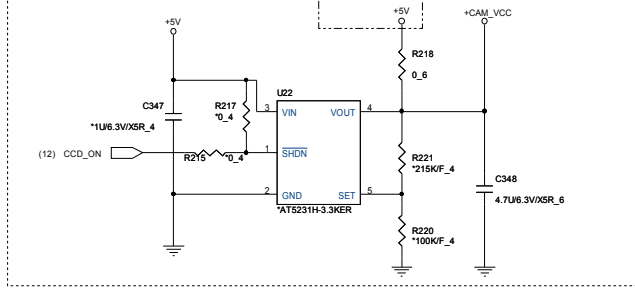 +5V
+5V
+CAM_VCC
R218
0_6
U22
C347
*1U/6.3V/X5R_4
R217
*0_4
3
VIN
VOUT
4
(12) CCD_ON
R215
*0_4
1
SHDN
R221
*215K/F_4
2
GND
SET
5
C348
4.7U/6.3V/X5R_6
*AT5231H-3.3KER
R220
*100K/F_4